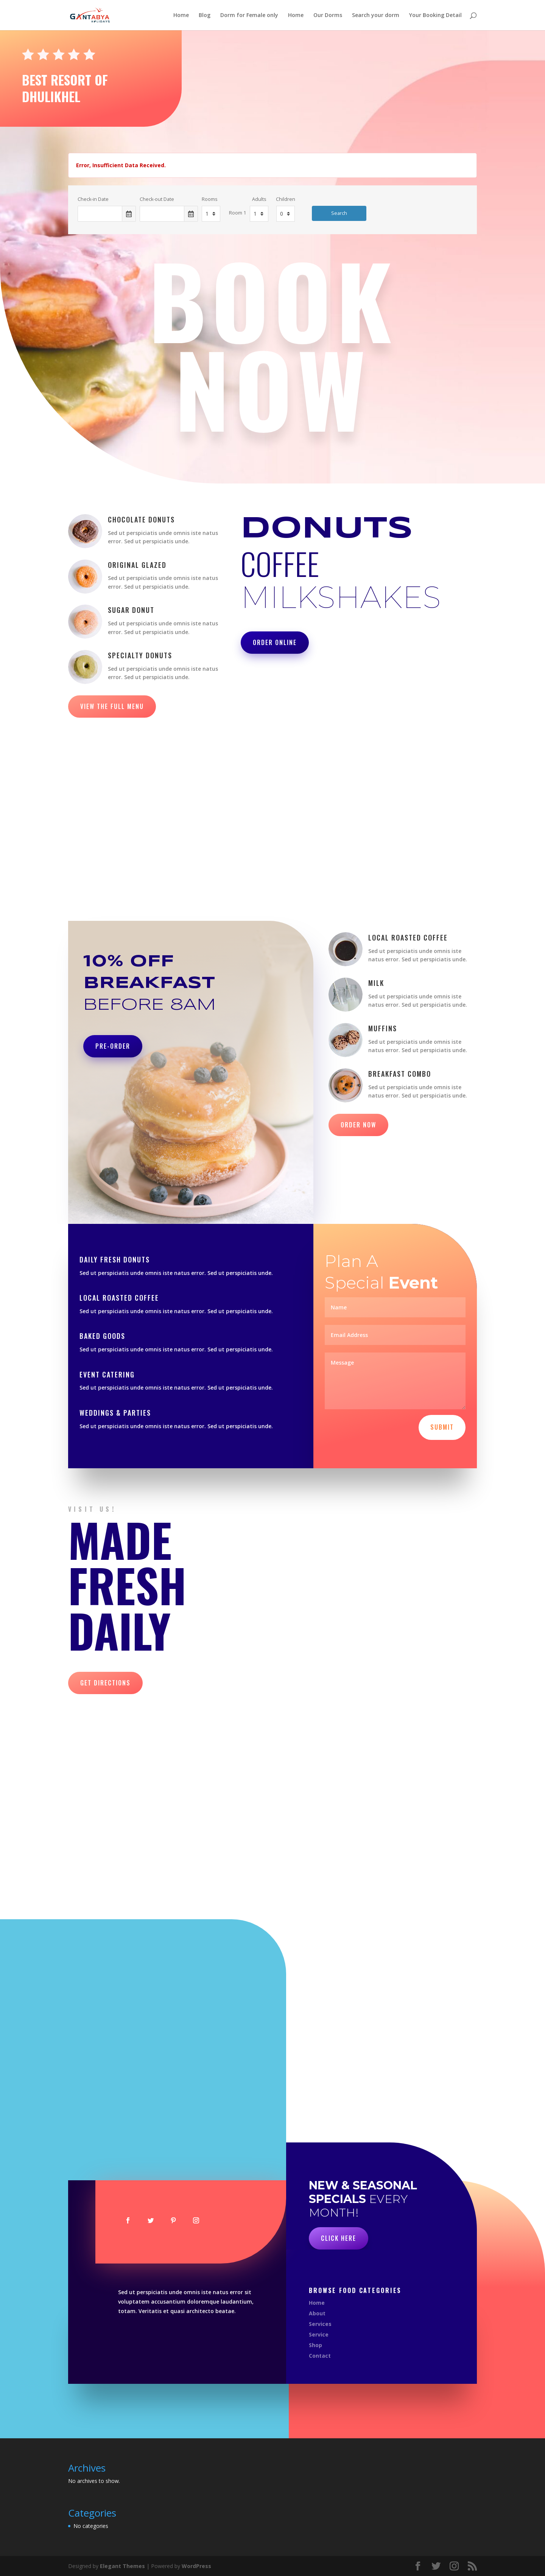 GANTABYA
Home
Blog
Dorm for Female only
Home
Our Dorms
Search your dorm
Your Booking Detail
BEST RESORT OF
DHULIKHEL
Error, Insufficient Data Received.
Check-in Date
Check-out Date
Rooms
Adults
Children
1
Room 1
1
0
Search
BOOK
NOW
CHOCOLATE DONUTS
Sed ut perspiciatis unde omnis iste natus
error. Sed ut perspiciatis unde.
ORIGINAL GLAZED
Sed ut perspiciatis unde omnis iste natus
error. Sed ut perspiciatis unde.
SUGAR DONUT
Sed ut perspiciatis unde omnis iste natus
error. Sed ut perspiciatis unde.
SPECIALTY DONUTS
Sed ut perspiciatis unde omnis iste natus
error. Sed ut perspiciatis unde.
VIEW THE FULL MENU
DONUTS
COFFEE
MILKSHAKES
ORDER ONLINE
10% OFF
BREAKFAST
BEFORE 8AM
PRE-ORDER
LOCAL ROASTED COFFEE
Sed ut perspiciatis unde omnis iste
natus error. Sed ut perspiciatis unde.
MILK
Sed ut perspiciatis unde omnis iste
natus error. Sed ut perspiciatis unde.
MUFFINS
Sed ut perspiciatis unde omnis iste
natus error. Sed ut perspiciatis unde.
BREAKFAST COMBO
Sed ut perspiciatis unde omnis iste
natus error. Sed ut perspiciatis unde.
ORDER NOW
DAILY FRESH DONUTS
Sed ut perspiciatis unde omnis iste natus error. Sed ut perspiciatis unde.
LOCAL ROASTED COFFEE
Sed ut perspiciatis unde omnis iste natus error. Sed ut perspiciatis unde.
BAKED GOODS
Sed ut perspiciatis unde omnis iste natus error. Sed ut perspiciatis unde.
EVENT CATERING
Sed ut perspiciatis unde omnis iste natus error. Sed ut perspiciatis unde.
WEDDINGS & PARTIES
Sed ut perspiciatis unde omnis iste natus error. Sed ut perspiciatis unde.
Plan A
Special Event
Name
Email Address
Message
SUBMIT
VISIT US!
MADE
FRESH
DAILY
GET DIRECTIONS
NEW & SEASONAL
SPECIALS EVERY
MONTH!
CLICK HERE
Sed ut perspiciatis unde omnis iste natus error sit
voluptatem accusantium doloremque laudantium,
totam. Veritatis et quasi architecto beatae.
BROWSE FOOD CATEGORIES
Home
About
Services
Service
Shop
Contact
Archives
No archives to show.
Categories
No categories
Designed by Elegant Themes | Powered by WordPress